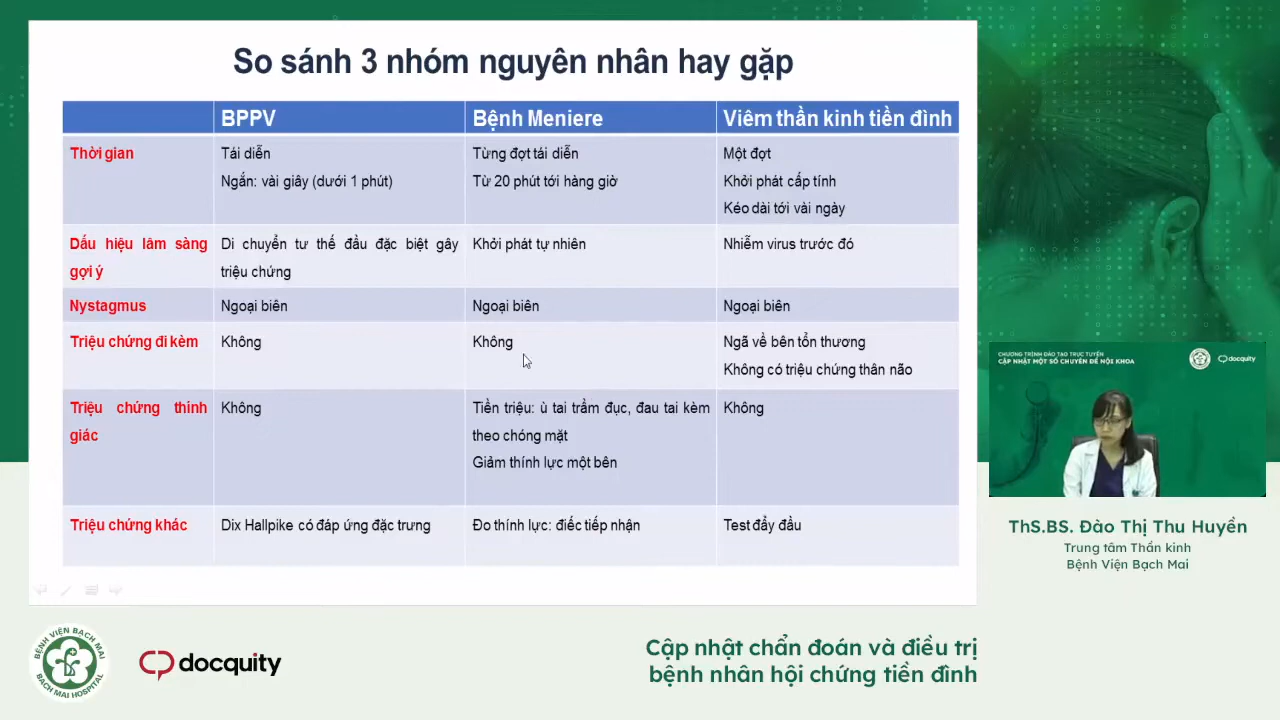 So sánh 3 nhóm nguyên nhân hay gặp
BPPV
Bệnh Meniere
Viêm thần kinh tiền đình
Thời gian
Tái diễn
Ngắn: vài giây (dưới 1 phút)
Từng đợt tái diễn
Từ 20 phút tới hàng giờ
Một đợt
Khởi phát cấp tính
Kéo dài tới vài ngày
Dấu hiệu lâm sàng
gợi ý
Di chuyển tư thế đầu đặc biệt gây
triệu chứng
Khởi phát tự nhiên
Nhiễm virus trước đó
Nystagmus
Ngoại biên
Ngoại biên
Ngoại biên
Triệu chứng đi kèm
Không
Không
Ngã về bên tổn thương
Không có triệu chứng thân não
Triệu chứng thính
giác
Không
Tiền triệu: ù tai trầm đục, đau tai kèm
theo chóng mặt
Giảm thính lực một bên
Không
Triệu chứng khác
Dix Hallpike có đáp ứng đặc trưng
Đo thính lực: điếc tiếp nhận
Test đẩy đầu
CHƯƠNG TRÌNH ĐÀO TẠO TRỰC TUYẾN
CẬP NHẬT MỘT SỐ CHUYÊN ĐỀ NỘI KHOA
docquity
ThS.BS. Đào Thị Thu Huyền
Trung tâm Thần kinh
Bệnh Viện Bạch Mai
BỆNH VIỆN BẠCH MAI
BACH MAI HOSPITAL
docquity
Cập nhật chẩn đoán và điều trị
bệnh nhân hội chứng tiền đình